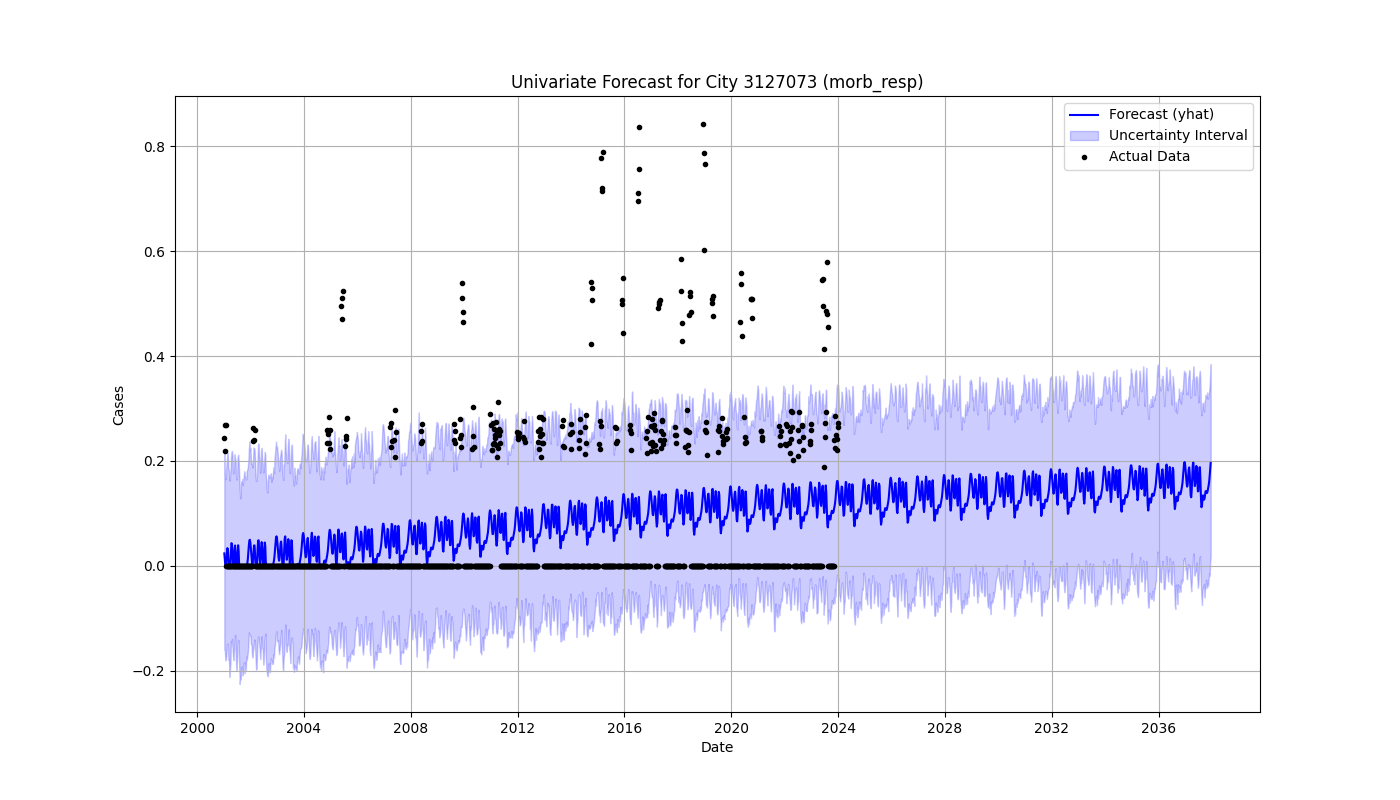 Univariate Forecast for City 3127073 (morb_resp)
Forecast (yhat)
Uncertainty Interval
Actual Data
Cases
0.8
0.6
0.4
0.2
0.0
−0.2
2000 2004 2008 2012 2016 2020 2024 2028 2032 2036
Date